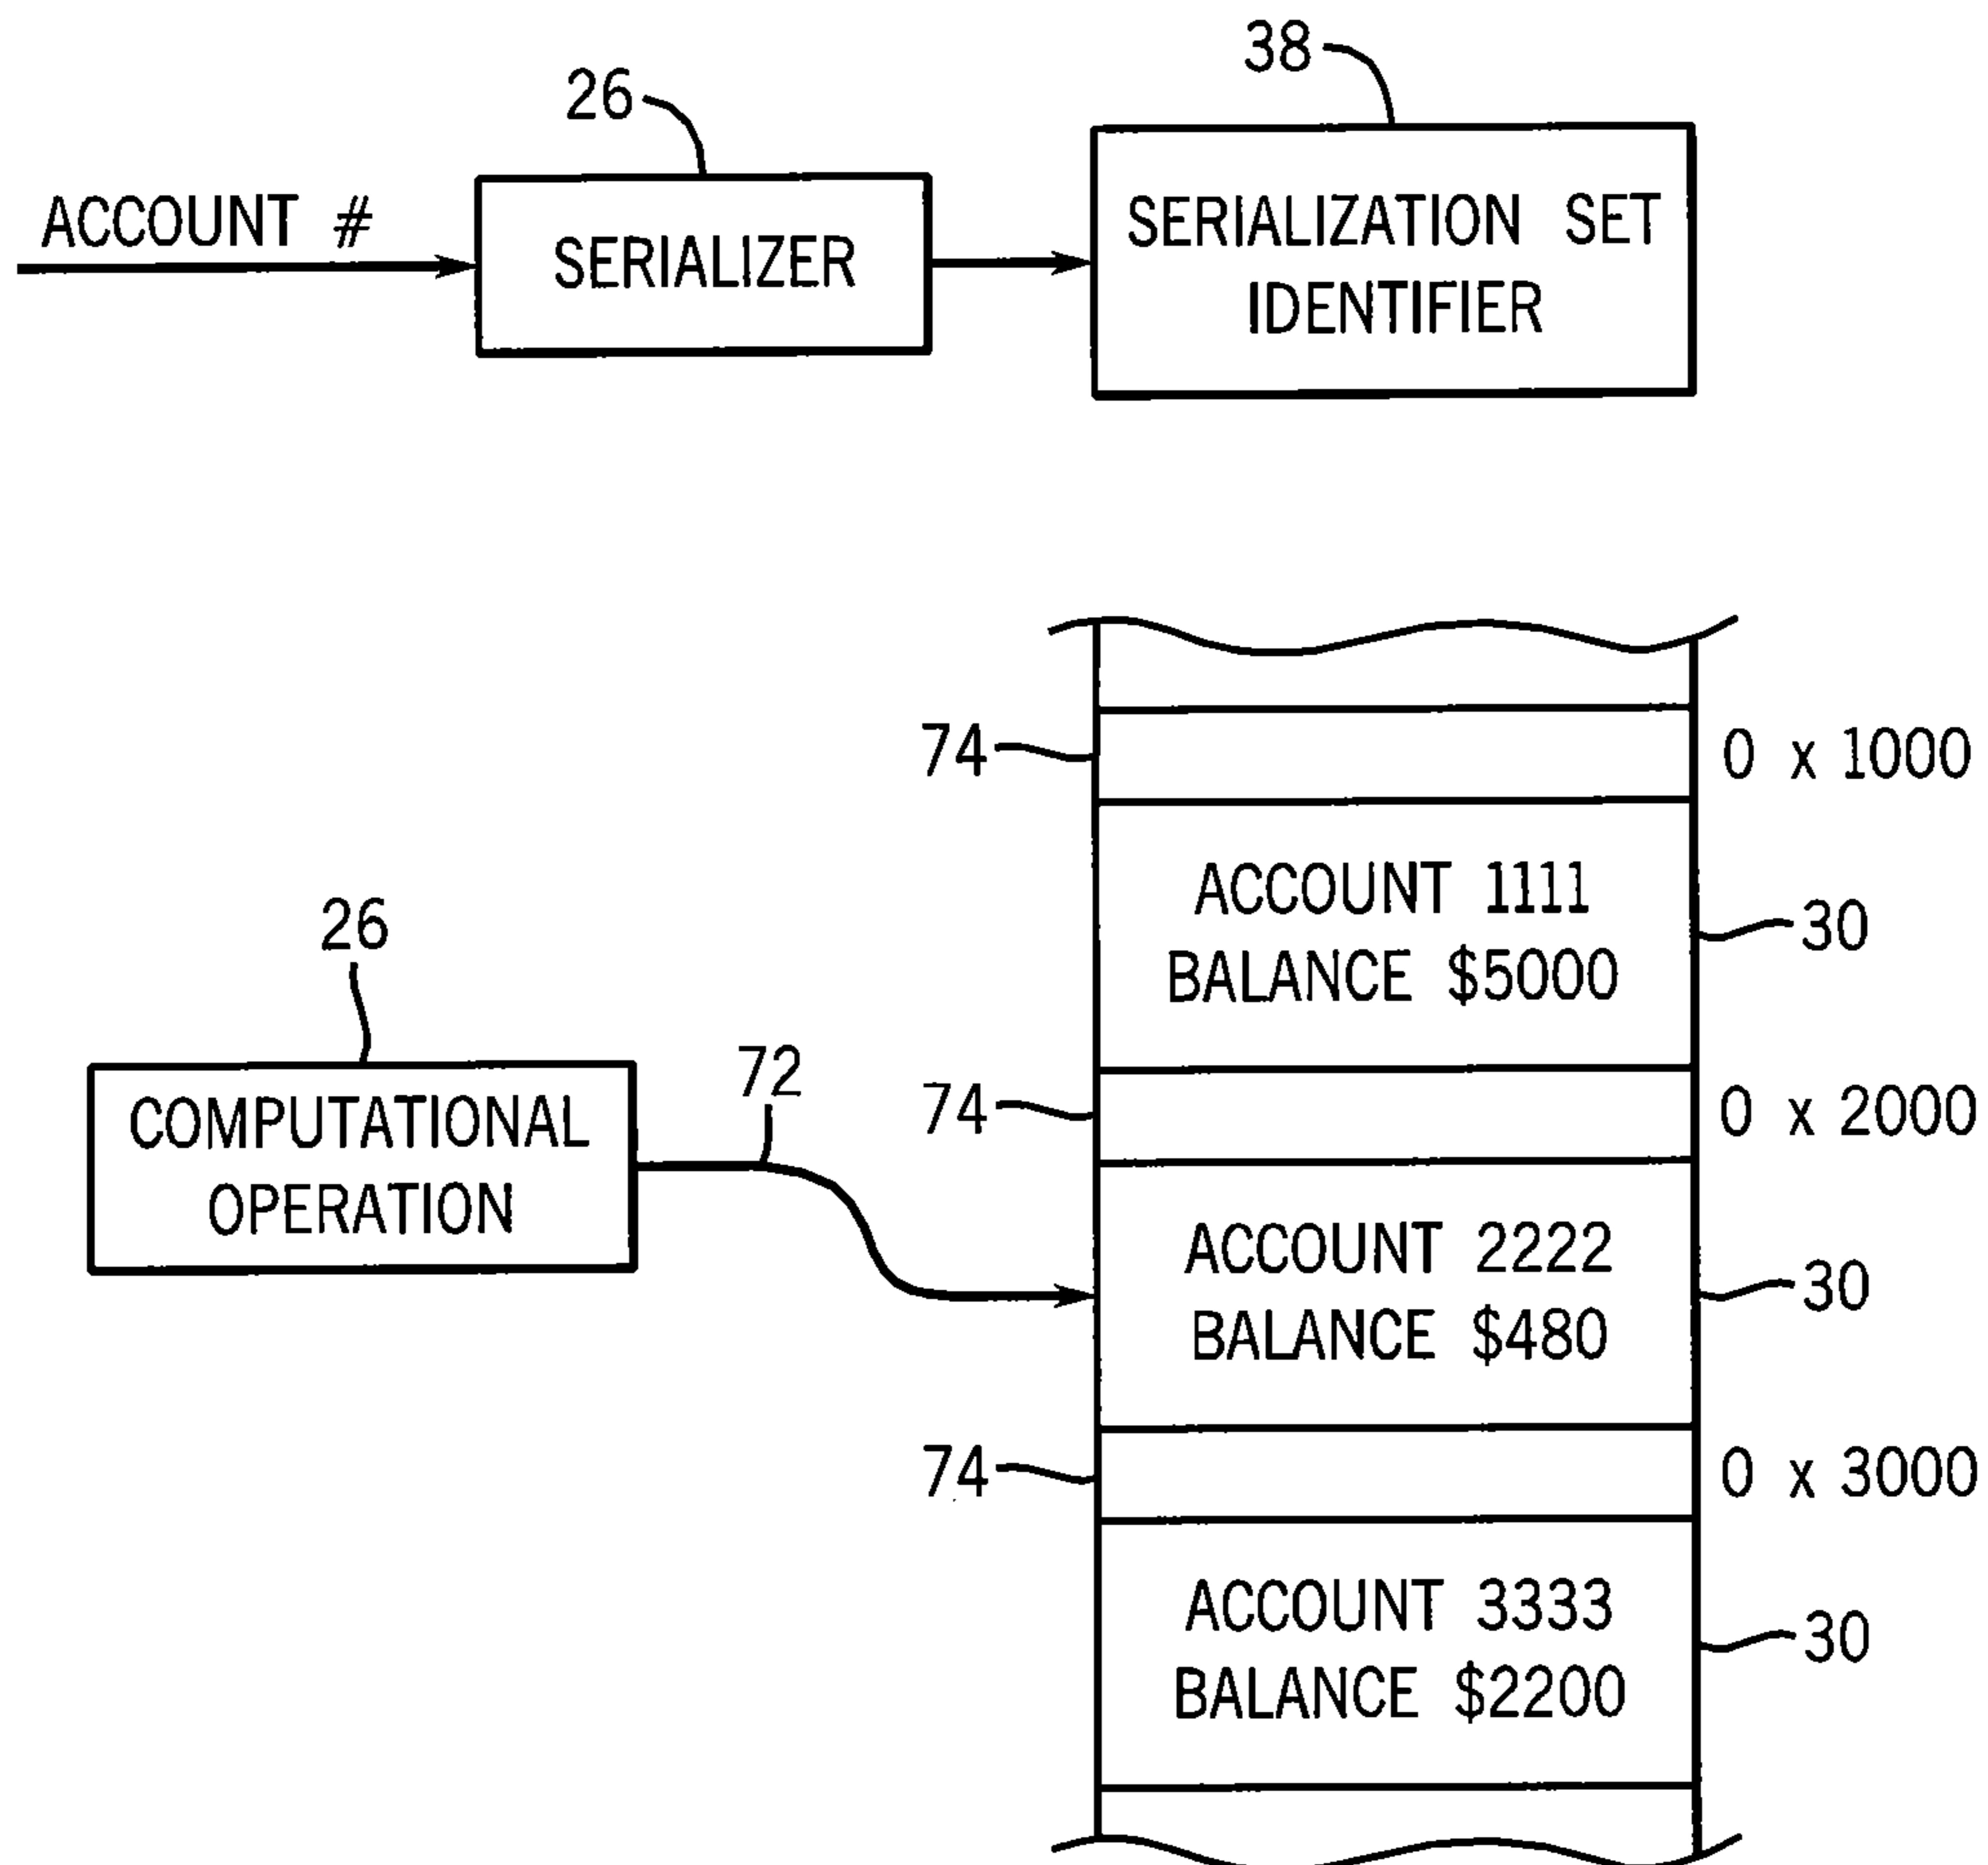 38
26
ACCOUNT #
SERIALIZER
SERIALIZATION SET
IDENTIFIER
74
0 x 1000
ACCOUNT 1111
BALANCE $5000
30
26
COMPUTATIONAL
OPERATION
72
74
0 x 2000
ACCOUNT 2222
BALANCE $480
30
74
0 x 3000
ACCOUNT 3333
BALANCE $2200
30